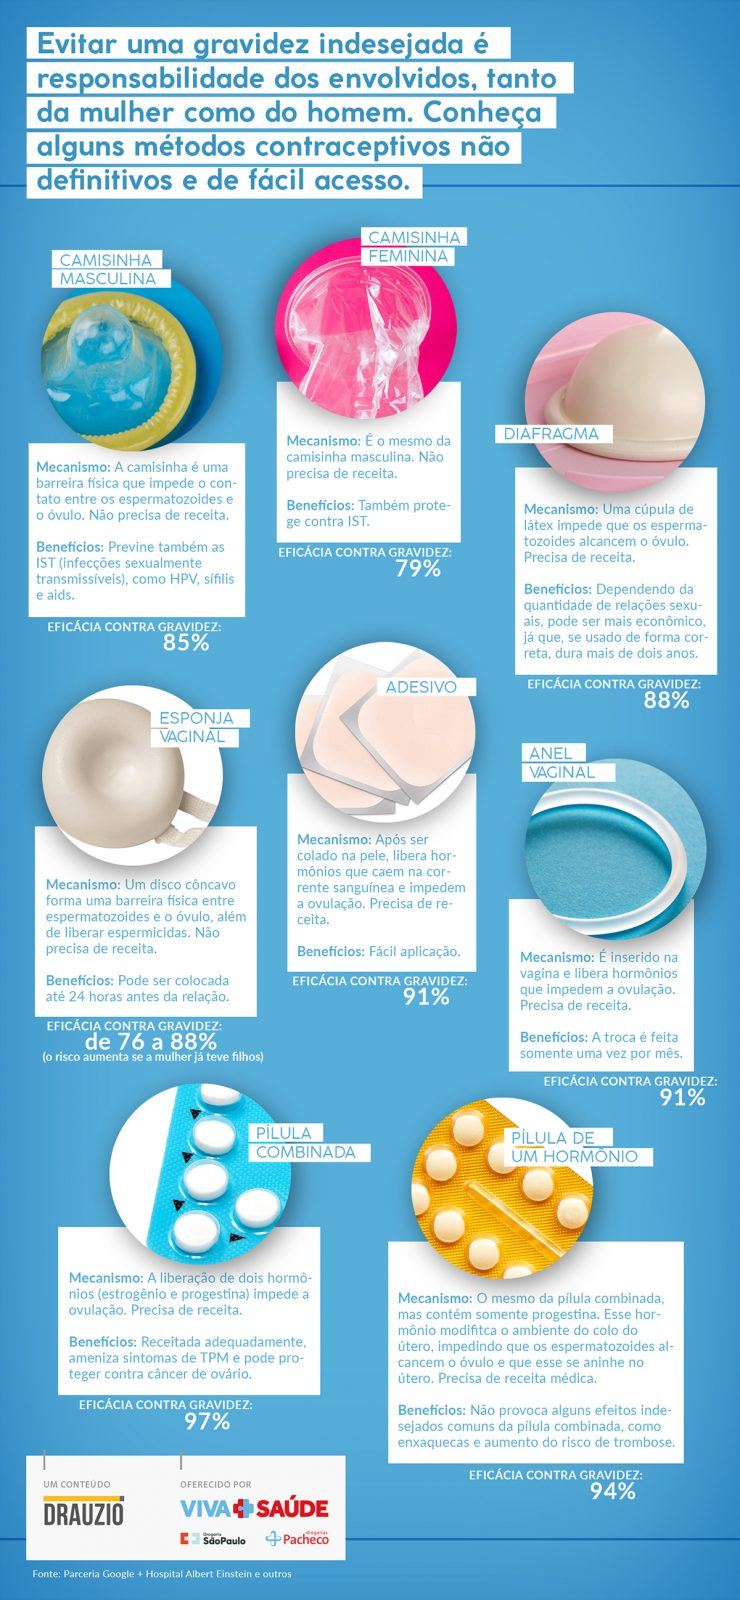 Evitar uma gravidez indesejada é
responsabilidade dos envolvidos, tanto
da mulher como do homem. Conheça
alguns métodos contraceptivos não
definitivos e de fácil acesso.
CAMISINHA
MASCULINA
Mecanismo: A camisinha é uma
barreira física que impede o con-
tato entre os espermatozoides e
o óvulo. Não precisa de receita.
Benefícios: Previne também as
IST (infecções sexualmente
transmissíveis), como HPV, sífilis
e aids.
EFICÁCIA CONTRA GRAVIDEZ:
85%
CAMISINHA
FEMININA
Mecanismo: É o mesmo da
camisinha masculina. Não
precisa de receita.
Benefícios: Também prote-
ge contra IST.
EFICÁCIA CONTRA GRAVIDEZ:
79%
DIAFRAGMA
Mecanismo: Uma cúpula de
látex impede que os esperma-
tozoides alcancem o óvulo.
Precisa de receita.
Benefícios: Dependendo da
quantidade de relações sexu-
ais, pode ser mais econômico,
já que, se usado de forma cor-
reta, dura mais de dois anos.
EFICÁCIA CONTRA GRAVIDEZ:
88%
ESPONJA
VAGINAL
Mecanismo: Um disco côncavo
forma uma barreira física entre
espermatozoides e o óvulo, além
de liberar espermicidas. Não
precisa de receita.
Benefícios: Pode ser colocada
até 24 horas antes da relação.
EFICÁCIA CONTRA GRAVIDEZ:
de 76 a 88%
(o risco aumenta se a mulher já teve filhos)
ADESIVO
Mecanismo: Após ser
colado na pele, libera hor-
mônios que caem na cor-
rente sanguínea e impedem
a ovulação. Precisa de re-
ceita.
Benefícios: Fácil aplicação.
EFICÁCIA CONTRA GRAVIDEZ:
91%
ANEL
VAGINAL
Mecanismo: É inserido na
vagina e libera hormônios
que impedem a ovulação.
Precisa de receita.
Benefícios: A troca é feita
somente uma vez por mês.
EFICÁCIA CONTRA GRAVIDEZ:
91%
PÍLULA
COMBINADA
Mecanismo: A liberação de dois hormô-
nios (estrogênio e progestina) impede a
ovulação. Precisa de receita.
Benefícios: Receitada adequadamente,
ameniza sintomas de TPM e pode pro-
teger contra câncer de ovário.
EFICÁCIA CONTRA GRAVIDEZ:
97%
PÍLULA DE
UM HORMÔNIO
Mecanismo: O mesmo da pílula combinada,
mas contém somente progestina. Esse hor-
mônio modifitca o ambiente do colo do
útero, impedindo que os espermatozoides al-
cancem o óvulo e que esse se aninhe no
útero. Precisa de receita médica.
Benefícios: Não provoca alguns efeitos inde-
sejados comuns da pílula combinada, como
enxaquecas e aumento do risco de trombose.
EFICÁCIA CONTRA GRAVIDEZ:
94%
UM CONTEÚDO
DRAUZIO
OFERECIDO POR
VIVA SAÚDE
Drogaria
SãoPaulo
drogarias
Pacheco
Fonte: Parceria Google + Hospital Albert Einstein e outros